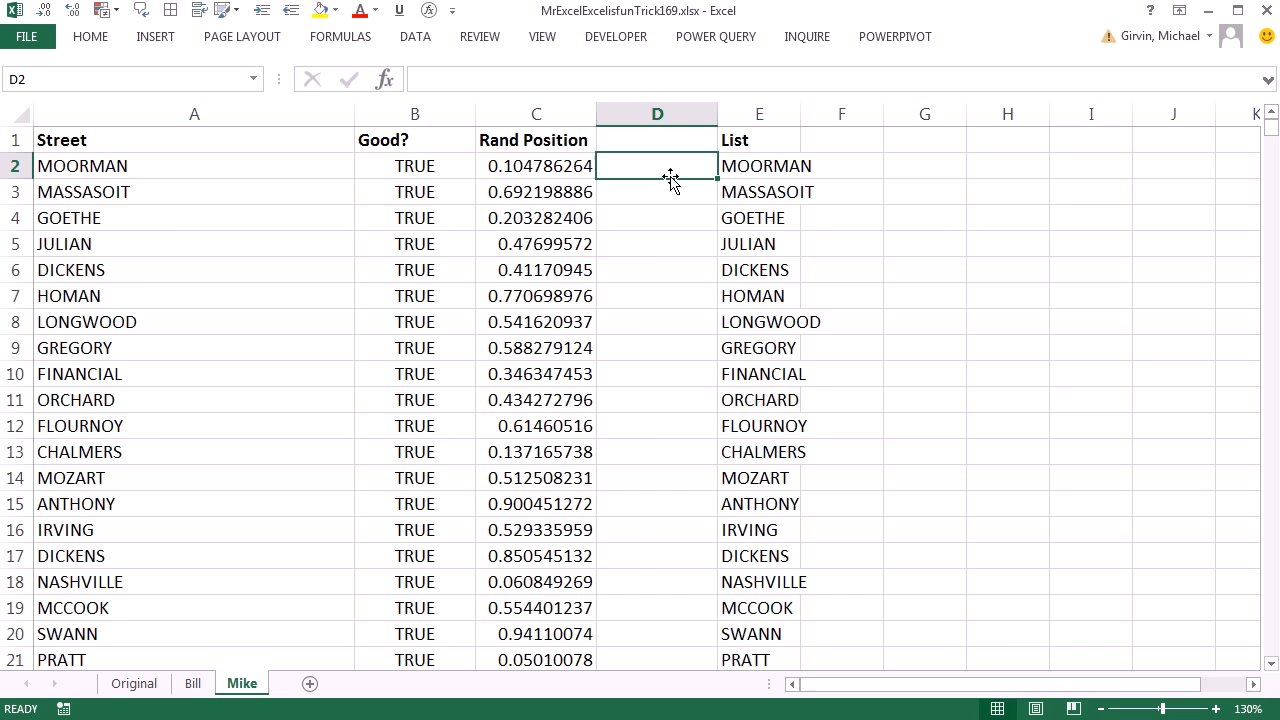 MrExcelExcelisfunTrick169.xlsx - Excel
FILE HOME INSERT PAGE LAYOUT FORMULAS DATA REVIEW VIEW DEVELOPER POWER QUERY INQUIRE POWERPIVOT Girvin, Michael
D2 fx
A B C D E F G H I J K
1 Street Good? Rand Position List
2 MOORMAN TRUE 0.104786264 MOORMAN
3 MASSASOIT TRUE 0.692198886 MASSASOIT
4 GOETHE TRUE 0.203282406 GOETHE
5 JULIAN TRUE 0.47699572 JULIAN
6 DICKENS TRUE 0.41170945 DICKENS
7 HOMAN TRUE 0.770698976 HOMAN
8 LONGWOOD TRUE 0.541620937 LONGWOOD
9 GREGORY TRUE 0.588279124 GREGORY
10 FINANCIAL TRUE 0.346347453 FINANCIAL
11 ORCHARD TRUE 0.434272796 ORCHARD
12 FLOURNOY TRUE 0.61460516 FLOURNOY
13 CHALMERS TRUE 0.137165738 CHALMERS
14 MOZART TRUE 0.512508231 MOZART
15 ANTHONY TRUE 0.900451272 ANTHONY
16 IRVING TRUE 0.529335959 IRVING
17 DICKENS TRUE 0.850545132 DICKENS
18 NASHVILLE TRUE 0.060849269 NASHVILLE
19 MCCOOK TRUE 0.554401237 MCCOOK
20 SWANN TRUE 0.94110074 SWANN
21 PRATT TRUE 0.05010078 PRATT
Original Bill Mike
READY 130%